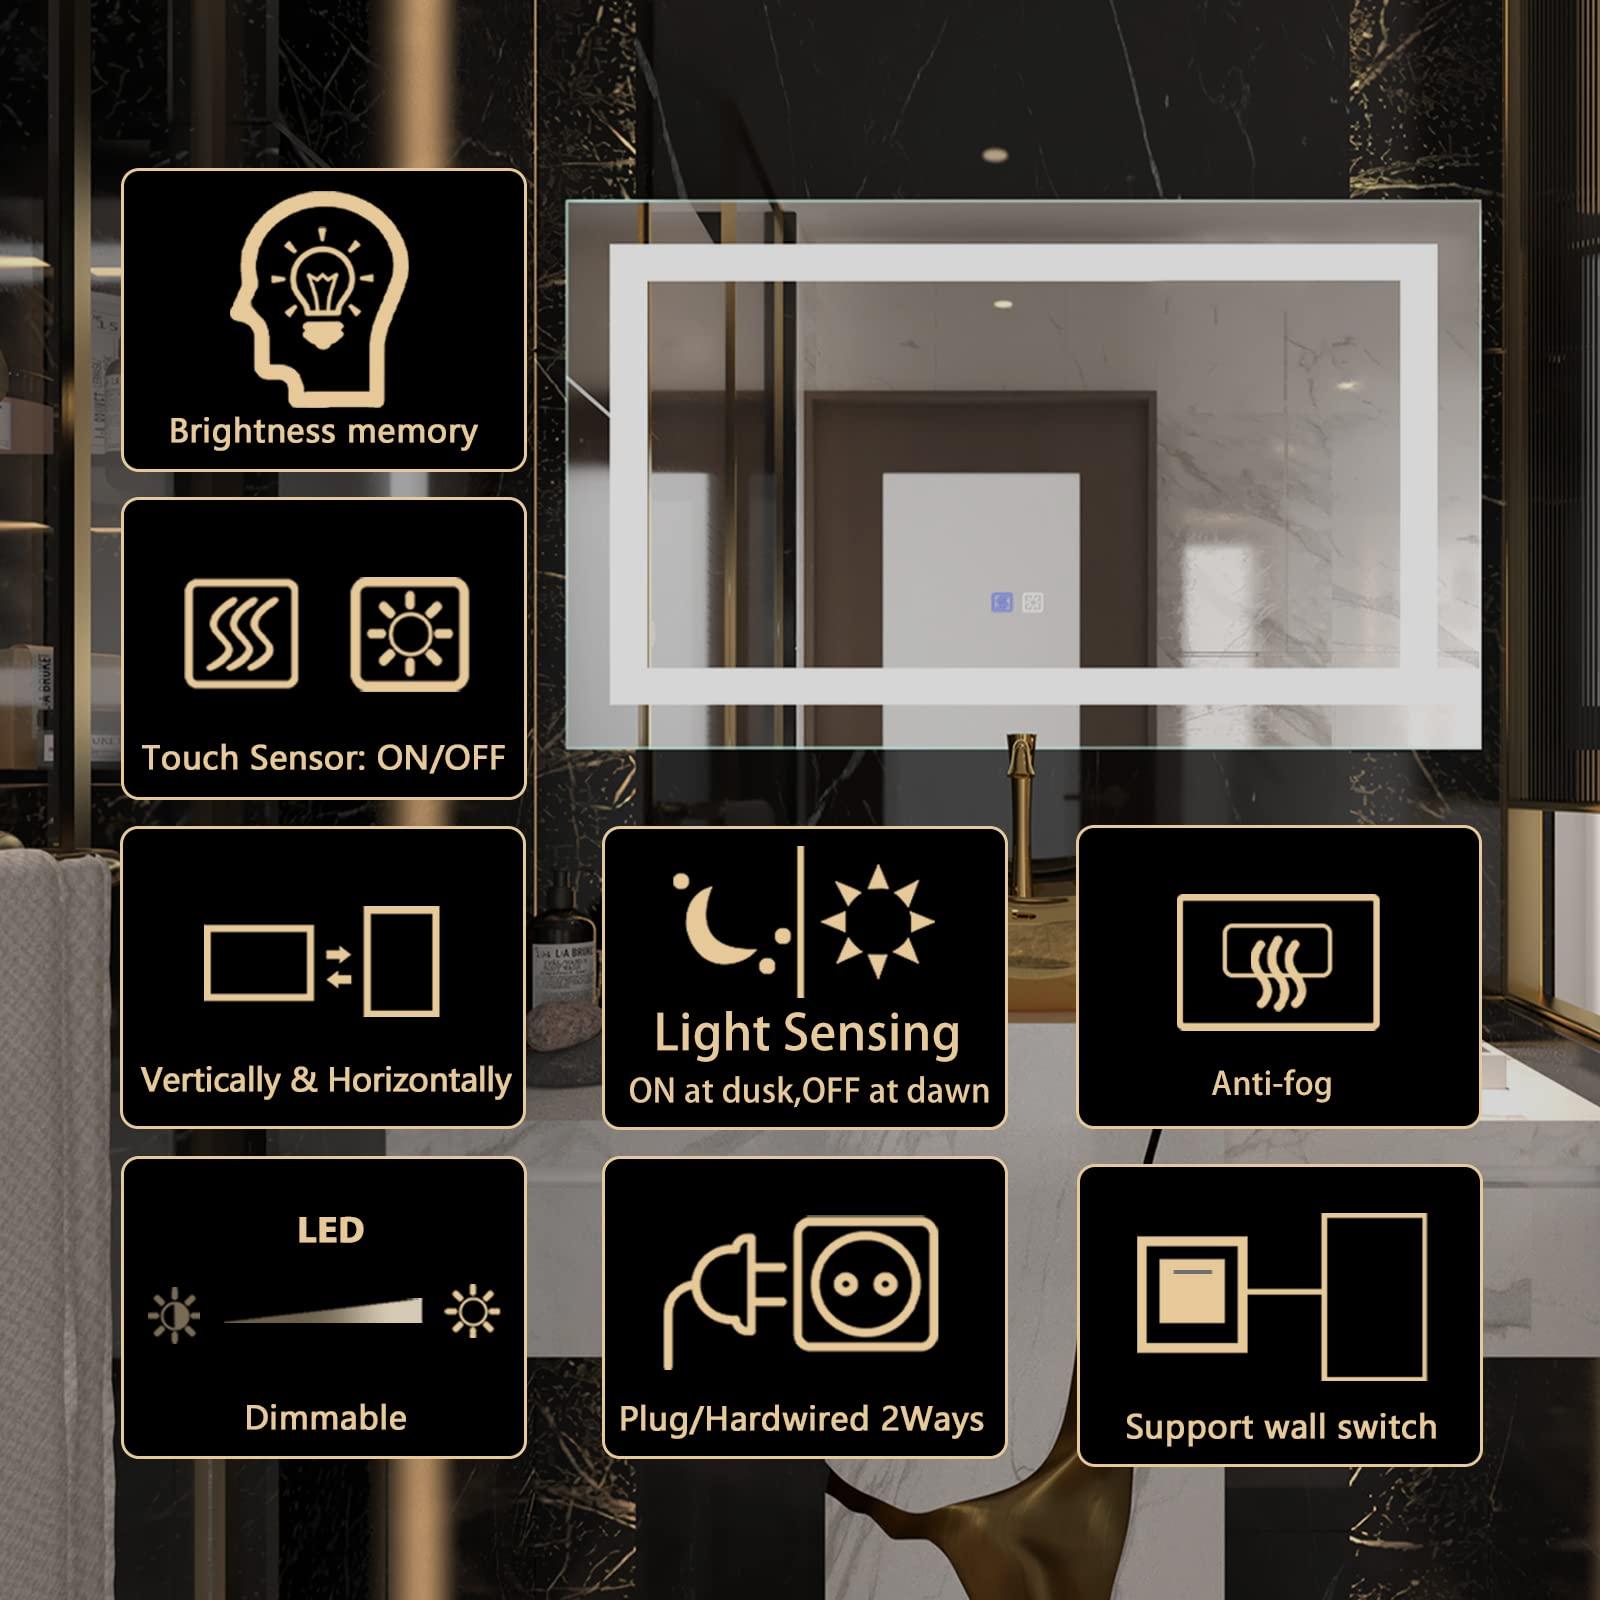 Brightness memory
Touch Sensor: ON/OFF
Vertically & Horizontally
Light Sensing
ON at dusk,OFF at dawn
Anti-fog
LED
Dimmable
Plug/Hardwired 2Ways
Support wall switch